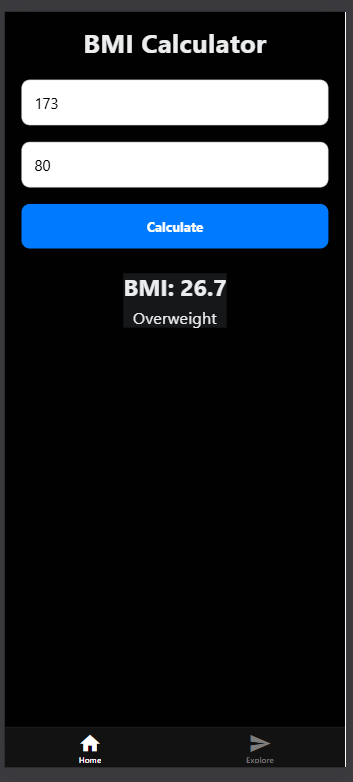 BMI Calculator
173
80
Calculate
BMI: 26.7
Overweight
Home
Explore